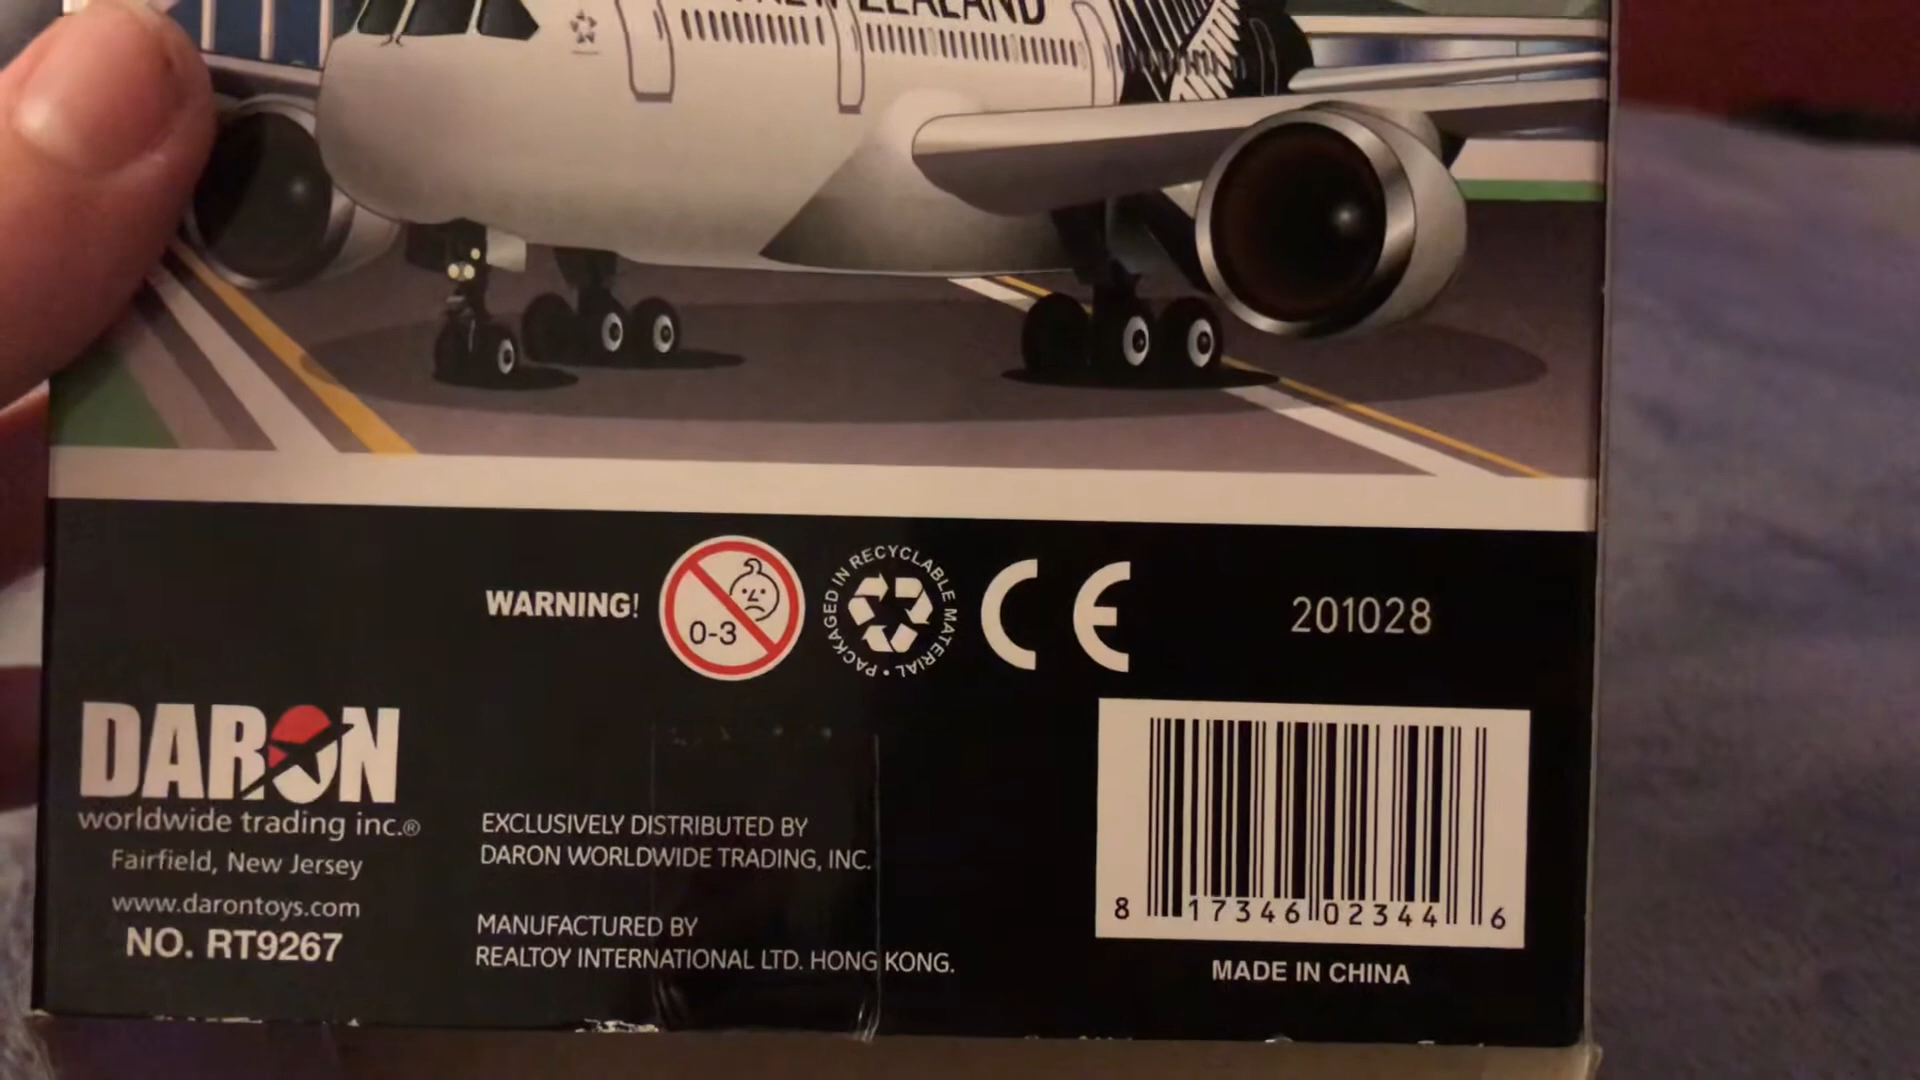 NEW ZEALAND
WARNING!
0-3
PACKAGED IN RECYCLABLE MATERIAL •
CE
201028
DARON
worldwide trading inc.®
Fairfield, New Jersey
www.darontoys.com
NO. RT9267
EXCLUSIVELY DISTRIBUTED BY
DARON WORLDWIDE TRADING, INC.
MANUFACTURED BY
REALTOY INTERNATIONAL LTD. HONG KONG.
8 17346 02344 6
MADE IN CHINA